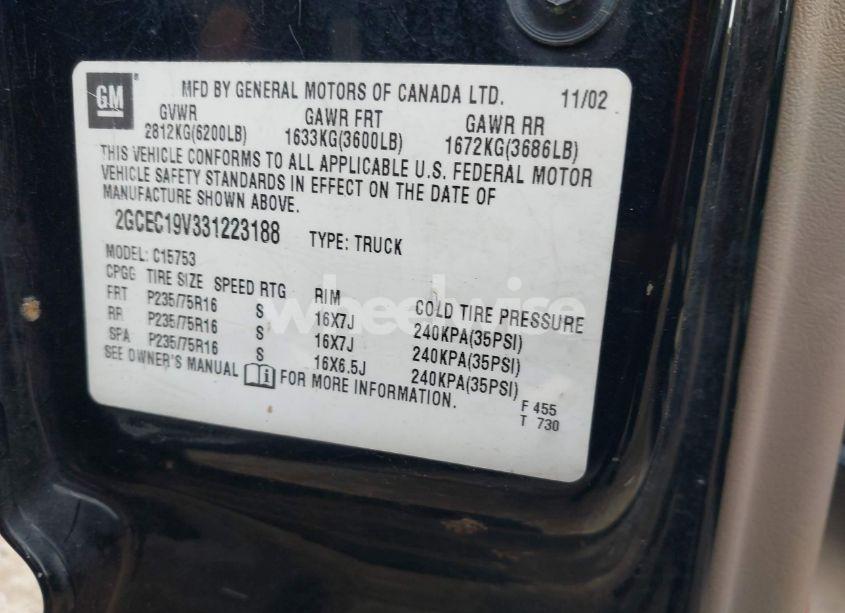 GM
MFD BY GENERAL MOTORS OF CANADA LTD. 11/02
GVWR GAWR FRT GAWR RR
2812KG(6200LB) 1633KG(3600LB) 1672KG(3686LB)
THIS VEHICLE CONFORMS TO ALL APPLICABLE U.S. FEDERAL MOTOR
VEHICLE SAFETY STANDARDS IN EFFECT ON THE DATE OF
MANUFACTURE SHOWN ABOVE.
2GCEC19V331223188 TYPE: TRUCK
MODEL: C15753
CPGG TIRE SIZE SPEED RTG RIM COLD TIRE PRESSURE
FRT P235/75R16 S 16X7J 240KPA(35PSI)
RR P235/75R16 S 16X7J 240KPA(35PSI)
SPA P235/75R16 S 16X6.5J 240KPA(35PSI)
SEE OWNER'S MANUAL FOR MORE INFORMATION.
F 455
T 730
wheelwise